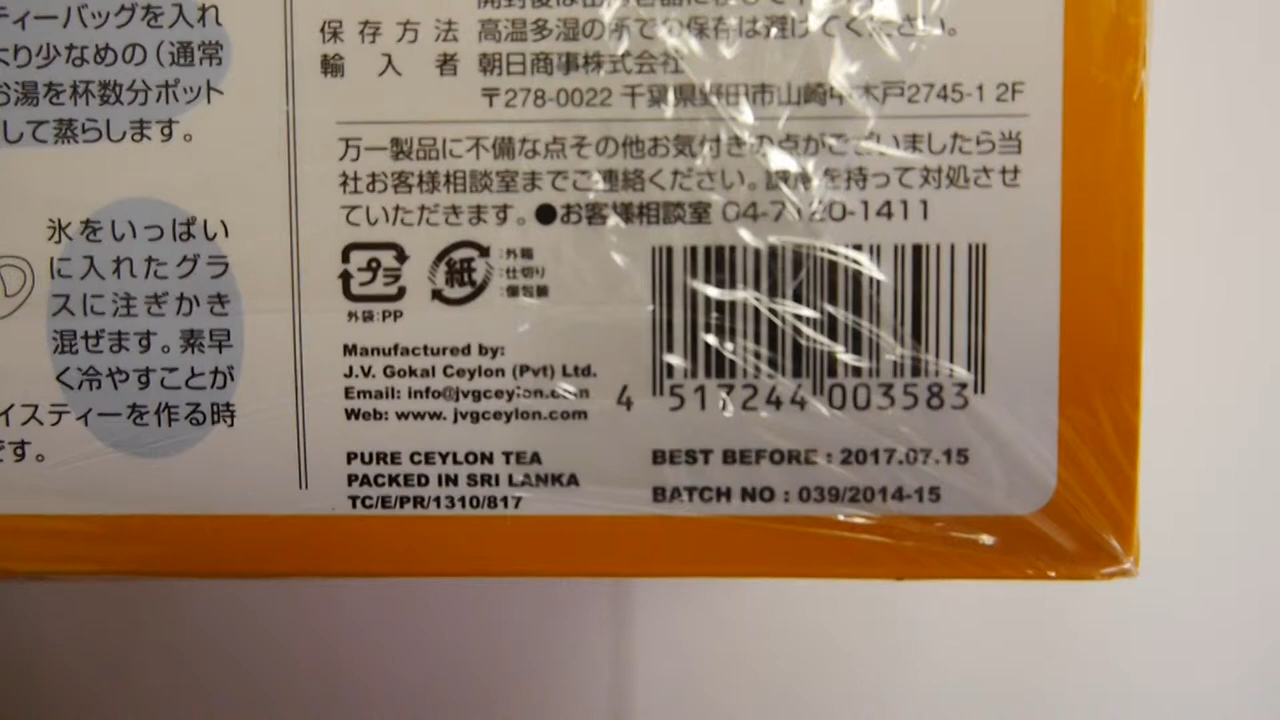 ティーバッグを入れ
より少なめの(通常
お湯を杯数分ポット
して蒸らします。
氷をいっぱい
に入れたグラ
スに注ぎかき
混ぜます。素早
く冷やすことが
イスティーを作る時
です。
保存方法 高温多湿の所での保存は避けてください。
輸入者 朝日商事株式会社
〒278-0022 千葉県野田市山崎中木戸2745-1 2F
万一製品に不備な点その他お気付きの点がございましたら当
社お客様相談室までご連絡ください。誠意を持って対処させ
ていただきます。●お客様相談室 04-7120-1411
プラ 紙 :外箱
:仕切り
:個包装
外袋:PP
Manufactured by:
J.V. Gokal Ceylon (Pvt) Ltd.
Email: info@jvgceylon.com
Web: www. jvgceylon.com
4 517244 003583
PURE CEYLON TEA
PACKED IN SRI LANKA
TC/E/PR/1310/817
BEST BEFORE : 2017.07.15
BATCH NO : 039/2014-15